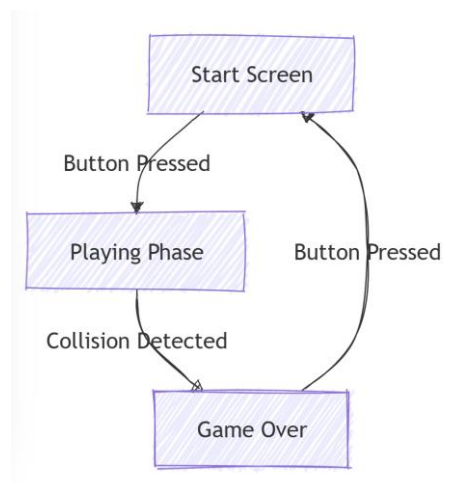 Start Screen
Button Pressed
Playing Phase
Button Pressed
Collision Detected
Game Over